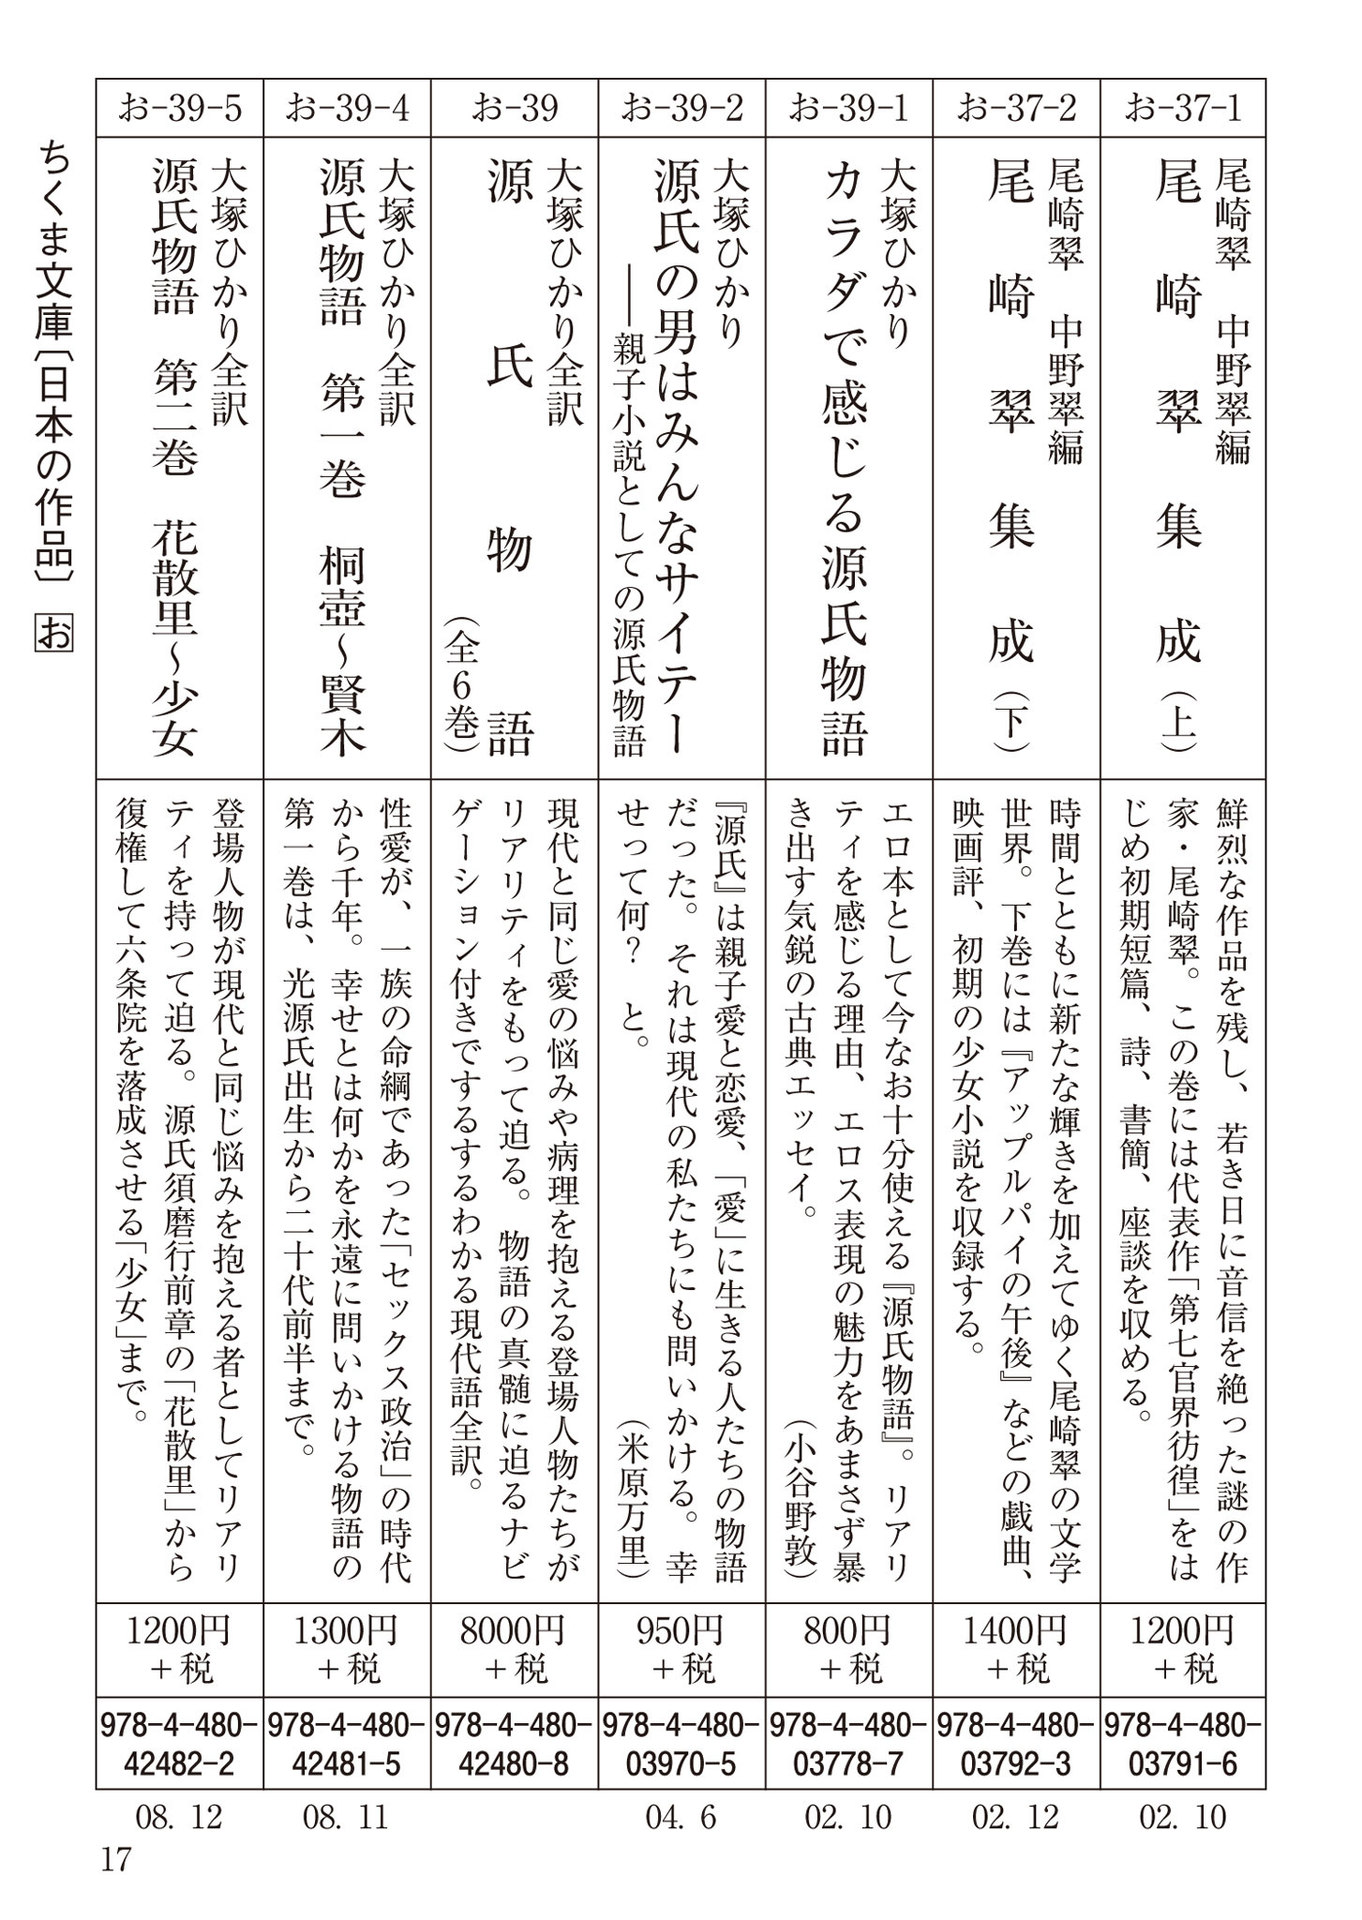 お-37-1
尾崎翠　中野翠編
尾崎翠集成（上）
鮮烈な作品を残し、若き日に音信を絶った謎の作
家・尾崎翠。この巻には代表作「第七官界彷徨」をは
じめ初期短篇、詩、書簡、座談を収める。
1200円
＋税
978-4-480-
03791-6
02. 10
お-37-2
尾崎翠　中野翠編
尾崎翠集成（下）
時間とともに新たな輝きを加えてゆく尾崎翠の文学
世界。下巻には『アップルパイの午後』などの戯曲、
映画評、初期の少女小説を収録する。
1400円
＋税
978-4-480-
03792-3
02. 12
お-39-1
大塚ひかり
カラダで感じる源氏物語
エロ本として今なお十分使える『源氏物語』。リアリ
ティを感じる理由、エロス表現の魅力をあまさず暴
き出す気鋭の古典エッセイ。　（小谷野敦）
800円
＋税
978-4-480-
03778-7
02. 10
お-39-2
大塚ひかり
源氏の男はみんなサイテー
――親子小説としての源氏物語
『源氏』は親子愛と恋愛、「愛」に生きる人たちの物語
だった。それは現代の私たちにも問いかける。幸
せって何？　と。　（米原万里）
950円
＋税
978-4-480-
03970-5
04. 6
お-39
大塚ひかり全訳
源氏物語
（全6巻）
現代と同じ愛の悩みや病理を抱える登場人物たちが
リアリティをもって迫る。物語の真髄に迫るナビ
ゲーション付きでするするわかる現代語全訳。
8000円
＋税
978-4-480-
42480-8
お-39-4
大塚ひかり全訳
源氏物語　第一巻　桐壺～賢木
性愛が、一族の命綱であった「セックス政治」の時代
から千年。幸せとは何かを永遠に問いかける物語の
第一巻は、光源氏出生から二十代前半まで。
1300円
＋税
978-4-480-
42481-5
08. 11
お-39-5
大塚ひかり全訳
源氏物語　第二巻　花散里～少女
登場人物が現代と同じ悩みを抱える者としてリアリ
ティを持って迫る。源氏須磨行前章の「花散里」から
復権して六条院を落成させる「少女」まで。
1200円
＋税
978-4-480-
42482-2
08. 12
ちくま文庫〔日本の作品〕 お
17